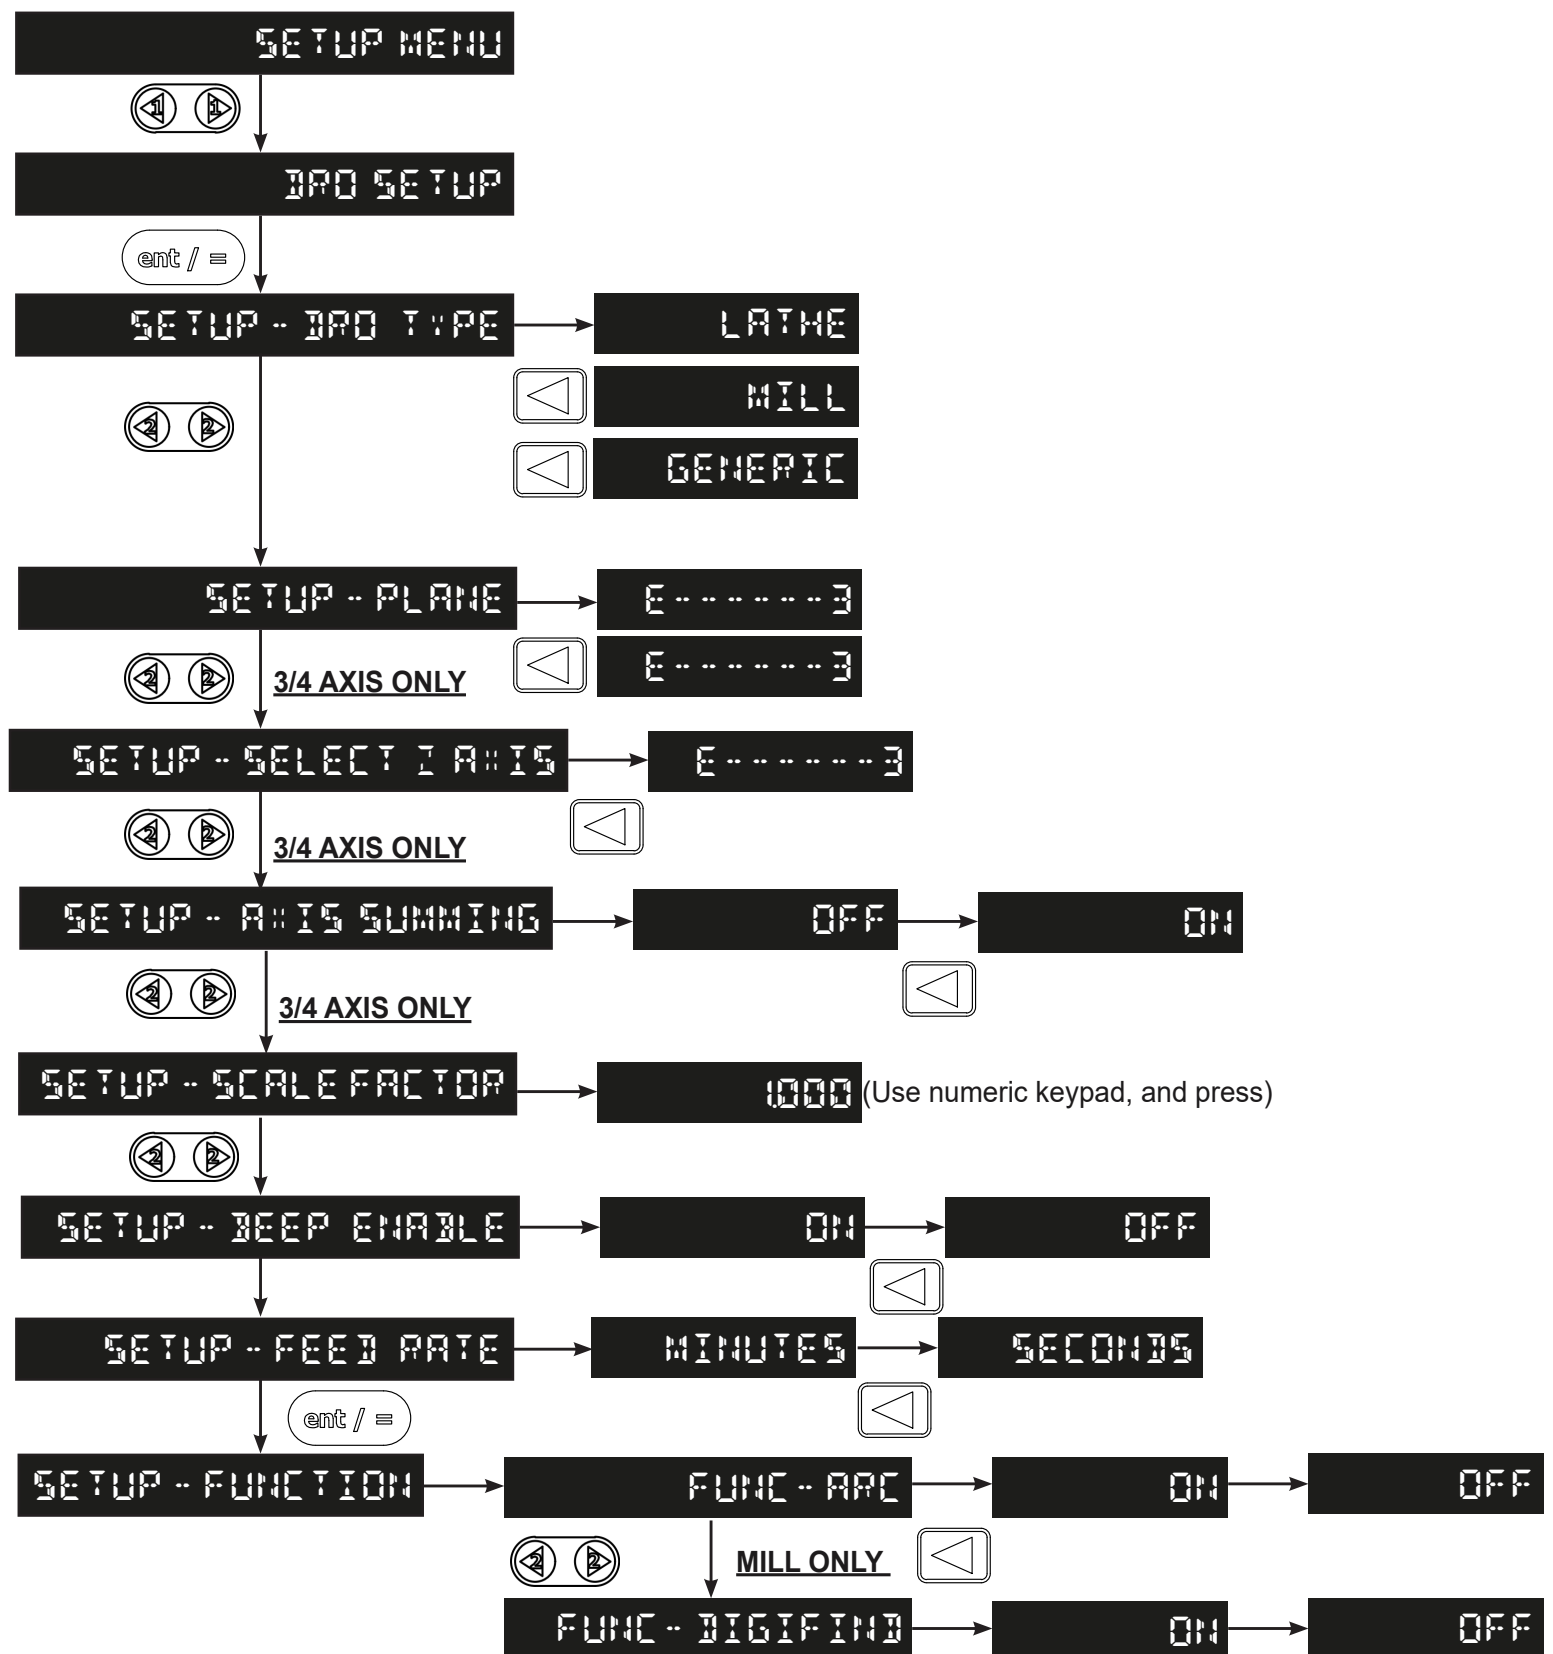 SETUP MENU
1 1
DRO SETUP
ent / =
SETUP - DRO TYPE
LATHE
MILL
2 2
GENERIC
SETUP - PLANE
E------3
2 2
3/4 AXIS ONLY
E------3
SETUP - SELECT Z AXIS
E------3
2 2
3/4 AXIS ONLY
SETUP - AXIS SUMMING
OFF
ON
2 2
3/4 AXIS ONLY
SETUP - SCALE FACTOR
1.000 (Use numeric keypad, and press)
2 2
SETUP - BEEP ENABLE
ON
OFF
SETUP - FEED RATE
MINUTES
SECONDS
ent / =
SETUP - FUNCTION
FUNC - ARC
ON
OFF
2 2
MILL ONLY
FUNC - DIGIFIND
ON
OFF